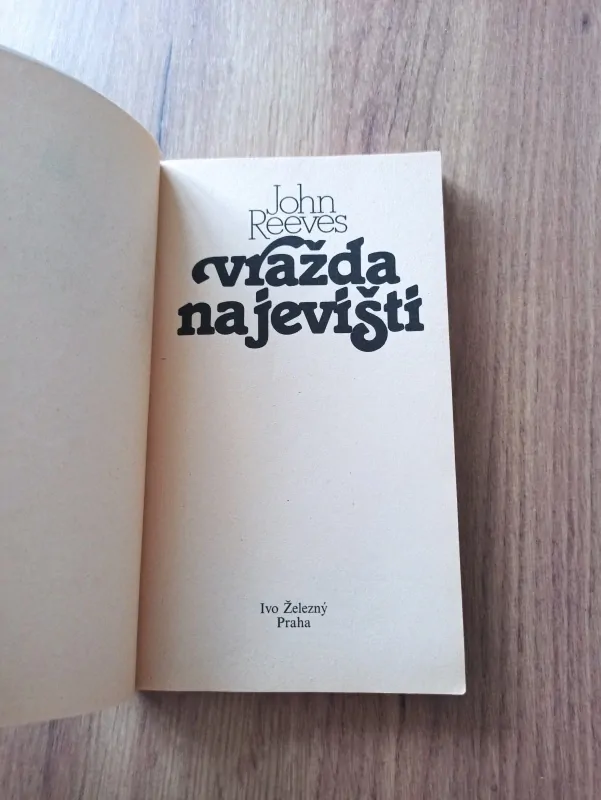 John
Reeves
vražda
na jevišti
Ivo Železný
Praha